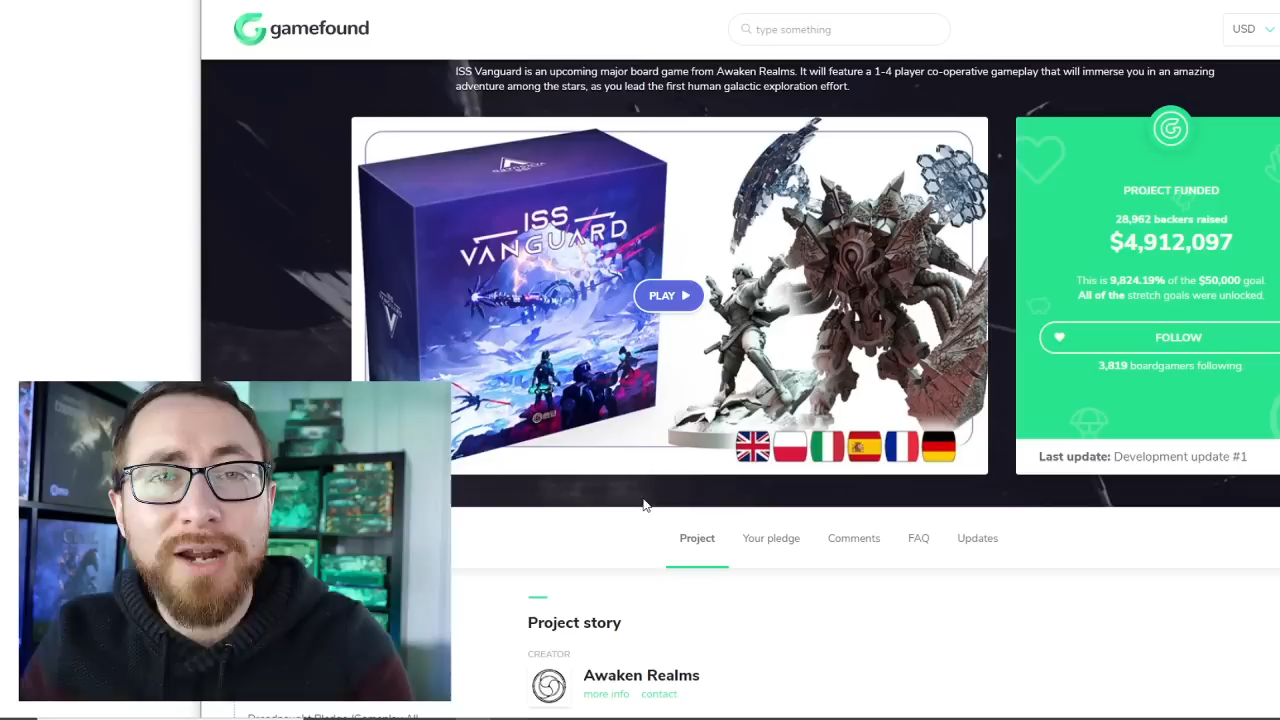 gamefound
type something
USD
ISS Vanguard is an upcoming major board game from Awaken Realms. It will feature a 1-4 player co-operative gameplay that will immerse you in an amazing
adventure among the stars, as you lead the first human galactic exploration effort.
ISS
VANGUARD
ISS
VANGUARD
PLAY
PROJECT FUNDED
28,962 backers raised
$4,912,097
This is 9,824.19% of the $50,000 goal.
All of the stretch goals were unlocked.
FOLLOW
3,819 boardgamers following
Last update: Development update #1
Project
Your pledge
Comments
FAQ
Updates
Project story
CREATOR
Awaken Realms
more info
contact